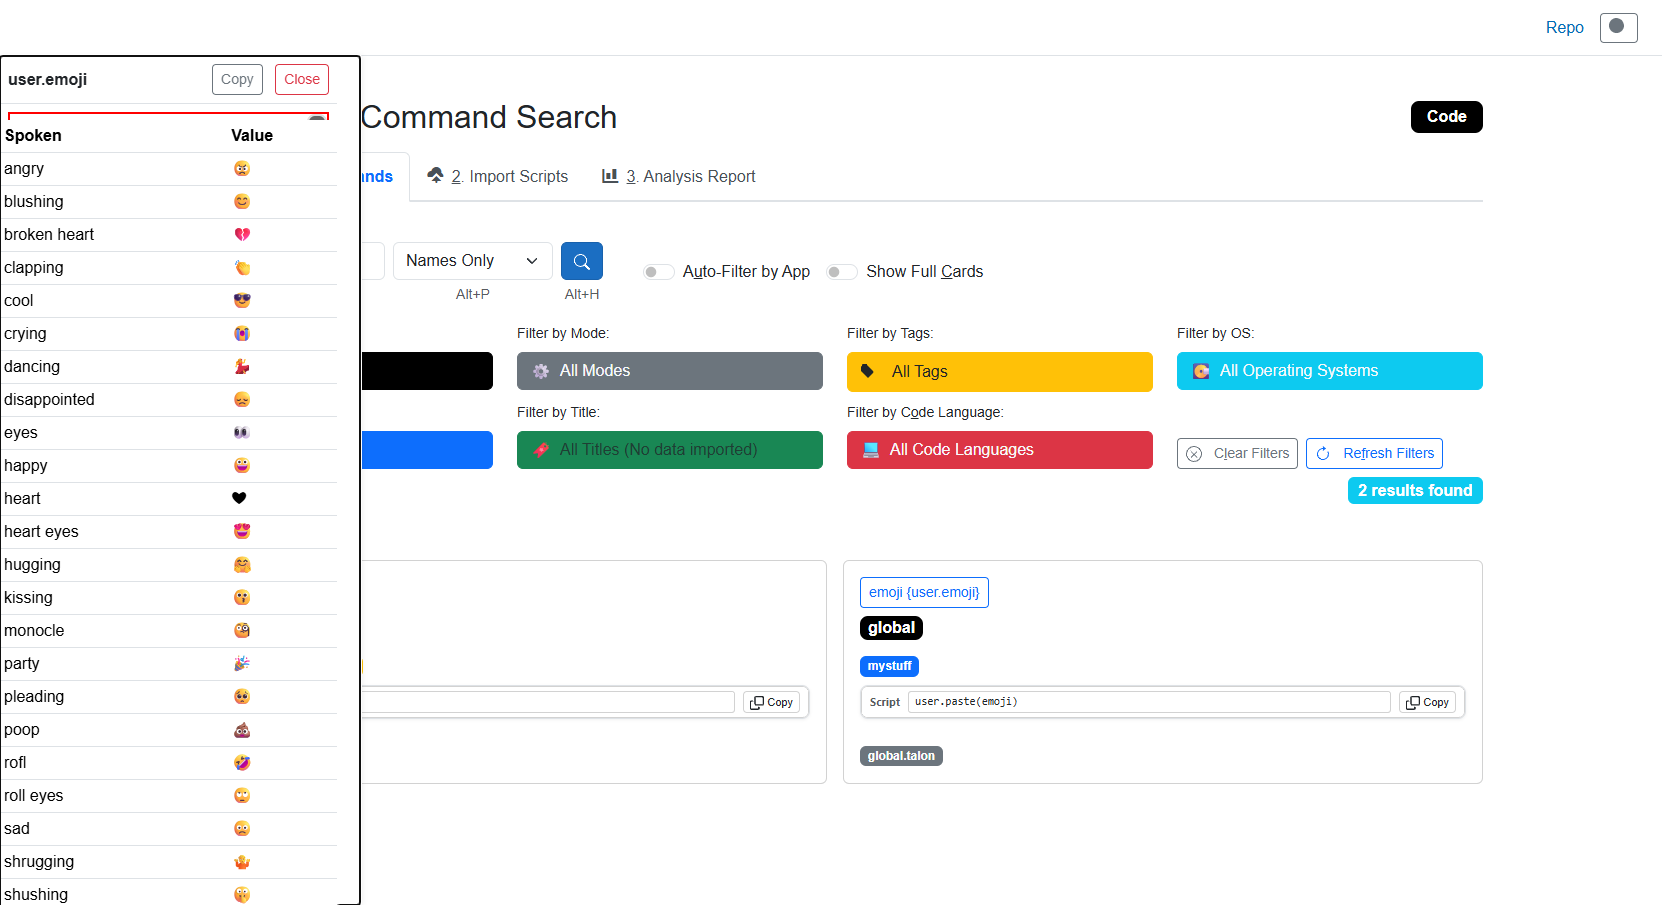 Repo
user.emoji Copy Close
Command Search
Code
Spoken Value
angry 😠
blushing 😊
broken heart 💔
clapping 👏
cool 😎
crying 😭
dancing 💃
disappointed 😞
eyes 👀
happy 😀
heart ♥
heart eyes 😍
hugging 🤗
kissing 😗
monocle 🧐
party 🎉
pleading 🥺
poop 💩
rofl 🤣
roll eyes 🙄
sad 🙁
shrugging 🤷
shushing 🤫
nds
2. Import Scripts
3. Analysis Report
Names Only
Alt+P
Alt+H
Auto-Filter by App
Show Full Cards
Filter by Mode:
All Modes
Filter by Tags:
All Tags
Filter by OS:
All Operating Systems
Filter by Title:
All Titles (No data imported)
Filter by Code Language:
All Code Languages
Clear Filters
Refresh Filters
2 results found
Copy
emoji {user.emoji}
global
mystuff
Script user.paste(emoji) Copy
global.talon